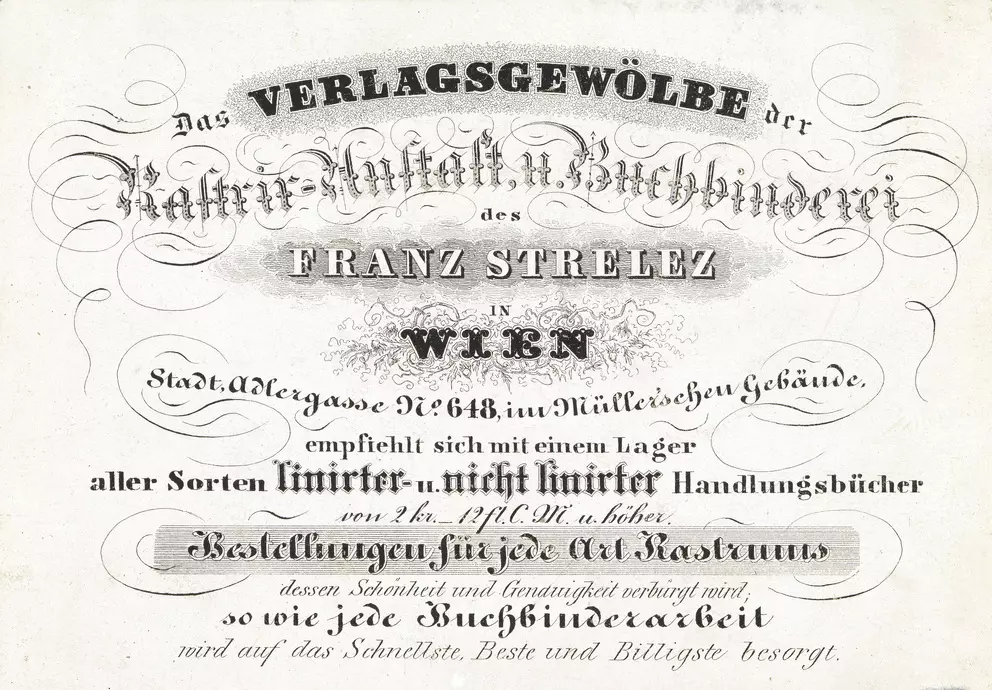 Das VERLAGSGEWÖLBE der
Rastrir-Anstalt, u. Buchbinderei
des
FRANZ STRELEZ
IN
WIEN
Stadt, Adlergasse No. 648, im Müller'schen Gebäude,
empfiehlt sich mit einem Lager
aller Sorten linirter- u. nicht linirter Handlungsbücher
von 2 kr. _ 12 fl. C. M. u. höher.
Bestellungen für jede Art Rastrums
dessen Schönheit und Genauigkeit verbürgt wird;
so wie jede Buchbinderarbeit
wird auf das Schnellste, Beste und Billigste besorgt.